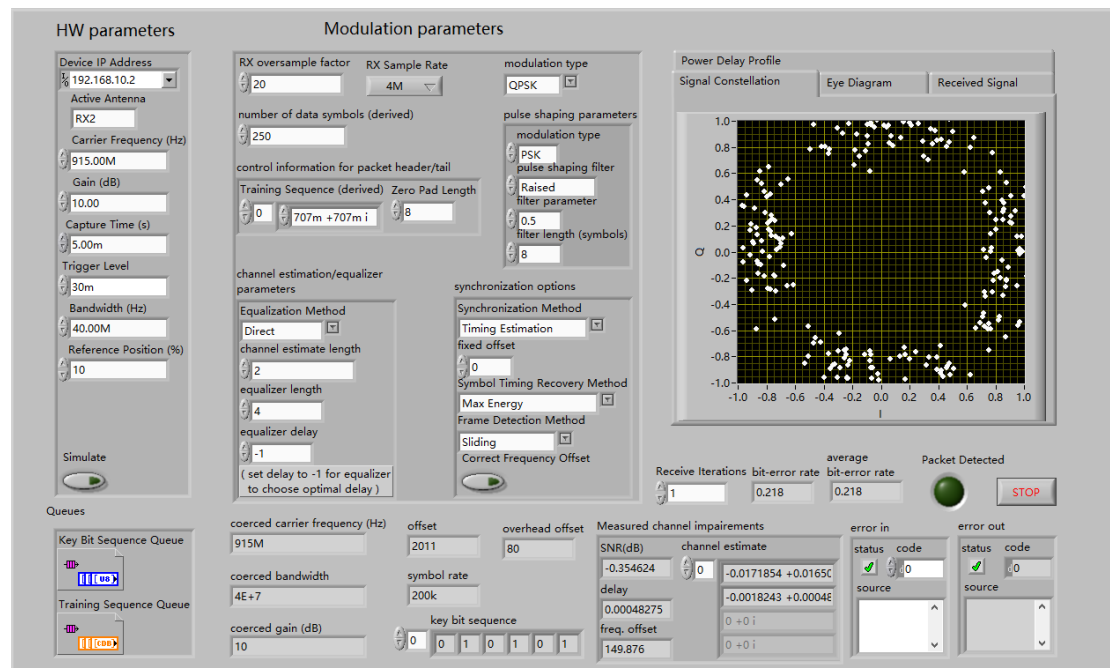 HW parameters
Modulation parameters
Device IP Address
192.168.10.2
Active Antenna
RX2
Carrier Frequency (Hz)
915.00M
Gain (dB)
10.00
Capture Time (s)
5.00m
Trigger Level
30m
Bandwidth (Hz)
40.00M
Reference Position (%)
10
Simulate
RX oversample factor
20
RX Sample Rate
4M
modulation type
QPSK
number of data symbols (derived)
250
control information for packet header/tail
Training Sequence (derived) Zero Pad Length
0 707m +707m i 8
pulse shaping parameters
modulation type
PSK
pulse shaping filter
Raised
filter parameter
0.5
filter length (symbols)
8
channel estimation/equalizer
parameters
Equalization Method
Direct
channel estimate length
2
equalizer length
4
equalizer delay
-1
( set delay to -1 for equalizer
to choose optimal delay )
synchronization options
Synchronization Method
Timing Estimation
fixed offset
0
Symbol Timing Recovery Method
Max Energy
Frame Detection Method
Sliding
Correct Frequency Offset
Power Delay Profile
Signal Constellation Eye Diagram Received Signal
1.0
0.8
0.6
0.4
0.2
0.0
-0.2
-0.4
-0.6
-0.8
-1.0
Q
-1.0 -0.8 -0.6 -0.4 -0.2 0.0 0.2 0.4 0.6 0.8 1.0
I
Receive Iterations
1
bit-error rate
0.218
average
bit-error rate
0.218
Packet Detected
STOP
Queues
Key Bit Sequence Queue
U8
Training Sequence Queue
CDB
coerced carrier frequency (Hz)
915M
coerced bandwidth
4E+7
coerced gain (dB)
10
offset
2011
symbol rate
200k
overhead offset
80
key bit sequence
0 0 1 0 1 0 1
Measured channel impairements
SNR(dB)
-0.354624
delay
0.00048275
freq. offset
149.876
channel estimate
0
-0.0171854 +0.01650
-0.0018243 +0.00048
0 +0 i
0 +0 i
error in
status code
0
source
error out
status code
0
source